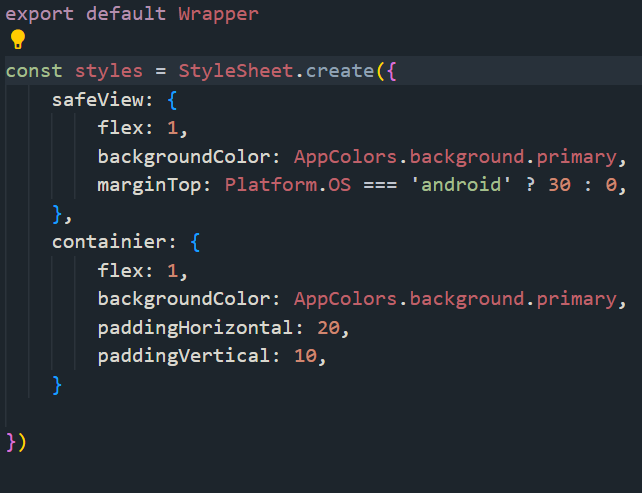 export default Wrapper
const styles = StyleSheet.create({
    safeView: {
        flex: 1,
        backgroundColor: AppColors.background.primary,
        marginTop: Platform.OS === 'android' ? 30 : 0,
    },
    containier: {
        flex: 1,
        backgroundColor: AppColors.background.primary,
        paddingHorizontal: 20,
        paddingVertical: 10,
    }
})